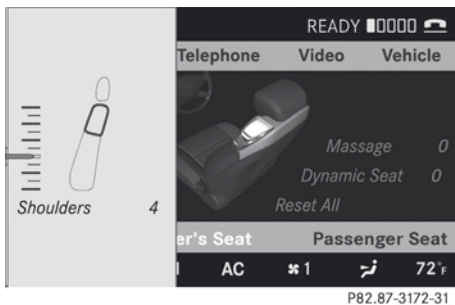 READY
Telephone Video Vehicle
Massage 0
Dynamic Seat 0
Shoulders 4
Reset All
er's Seat Passenger Seat
AC 1 72°F
P82.87-3172-31